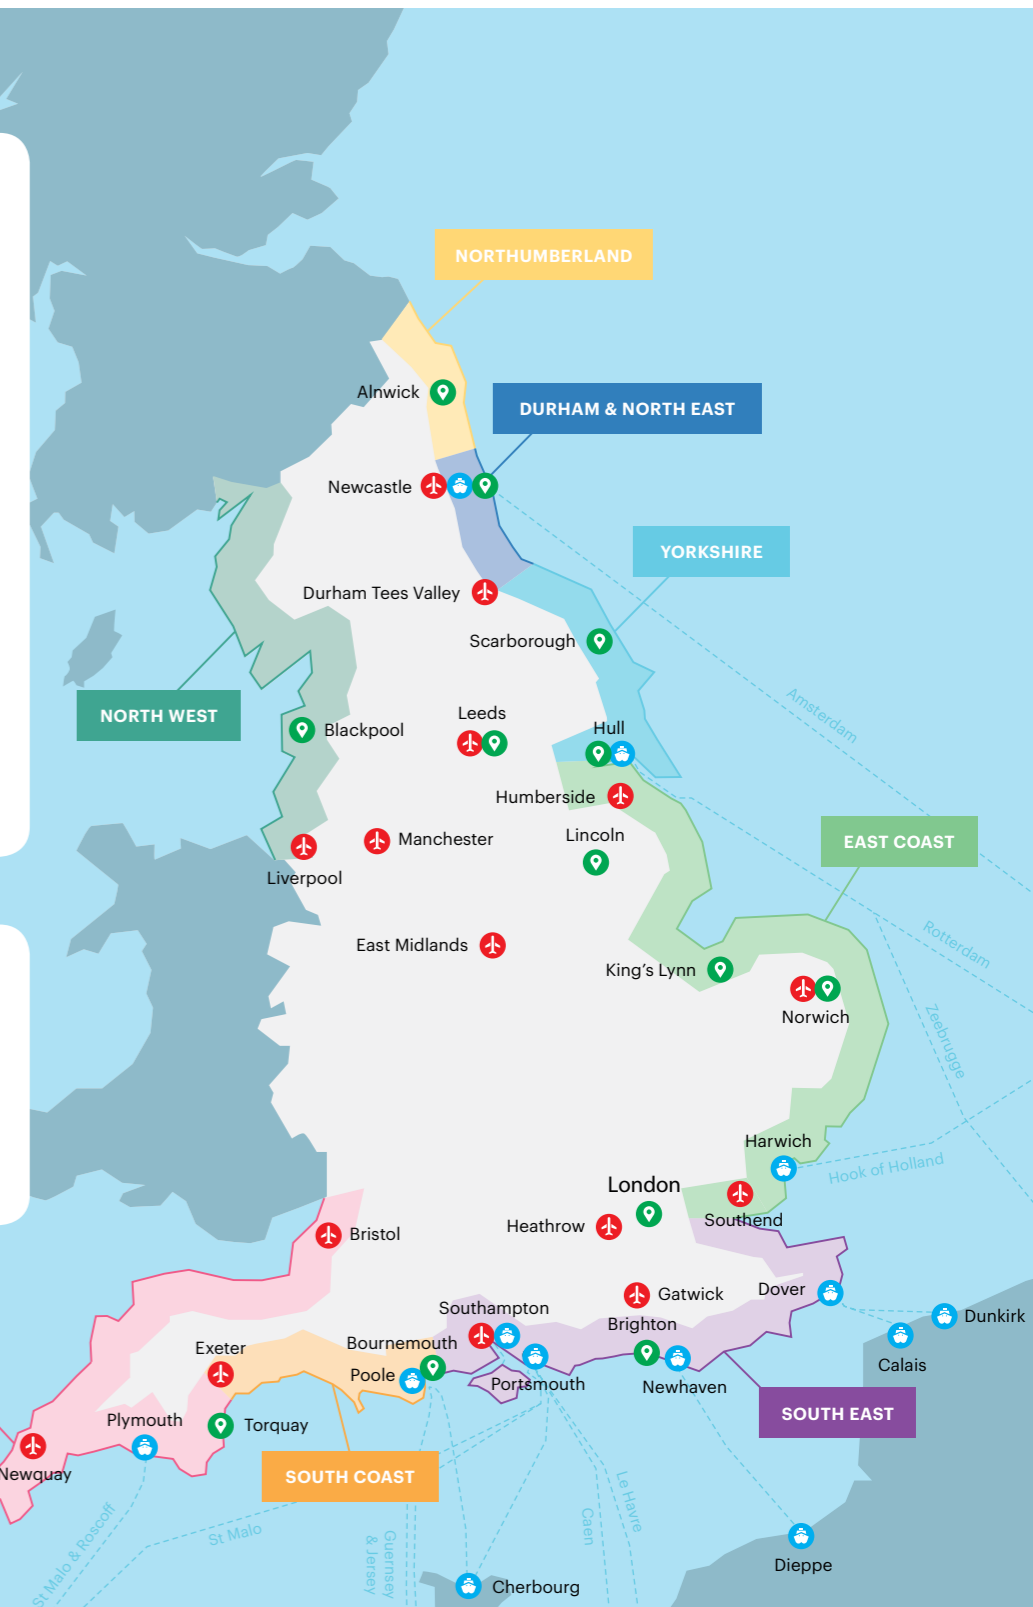 NORTHUMBERLAND
Alnwick
DURHAM & NORTH EAST
Newcastle
YORKSHIRE
Durham Tees Valley
Scarborough
Amsterdam
NORTH WEST
Leeds
Blackpool
Hull
Humberside
Lincoln
Manchester
EAST COAST
Liverpool
East Midlands
Rotterdam
King's Lynn
Norwich
Zeebrugge
Harwich
Hook of Holland
London
Southend
Heathrow
Bristol
Gatwick
Dover
Southampton
Brighton
Dunkirk
Exeter
Bournemouth
Calais
Poole
Portsmouth
Newhaven
Plymouth
Torquay
SOUTH EAST
Newquay
SOUTH COAST
St Malo & Roscoff
St Malo
Guernsey
& Jersey
Caen
Le Havre
Dieppe
Cherbourg